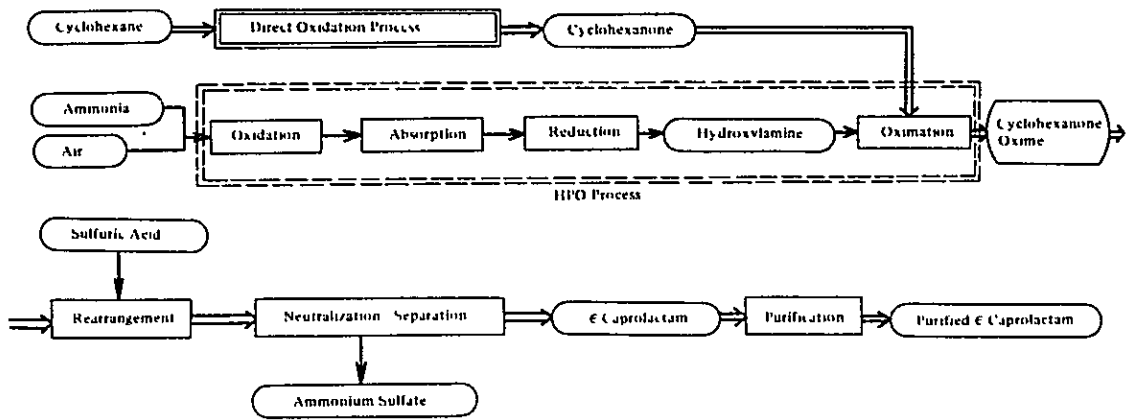 Cyclohexane
Direct Oxidation Process
Cyclohexanone
Ammonia
Air
Oxidation
Absorption
Reduction
Hydroxylamine
Oximation
Cyclohexanone
Oxime
HPO Process
Sulfuric Acid
Rearrangement
Neutralization Separation
€ Caprolactam
Purification
Purified € Caprolactam
Ammonium Sulfate